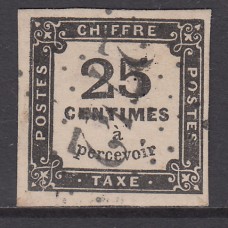 CHIFFRE
POSTES
25
CENTIMES
à
percevoir
POSTES
TAXE